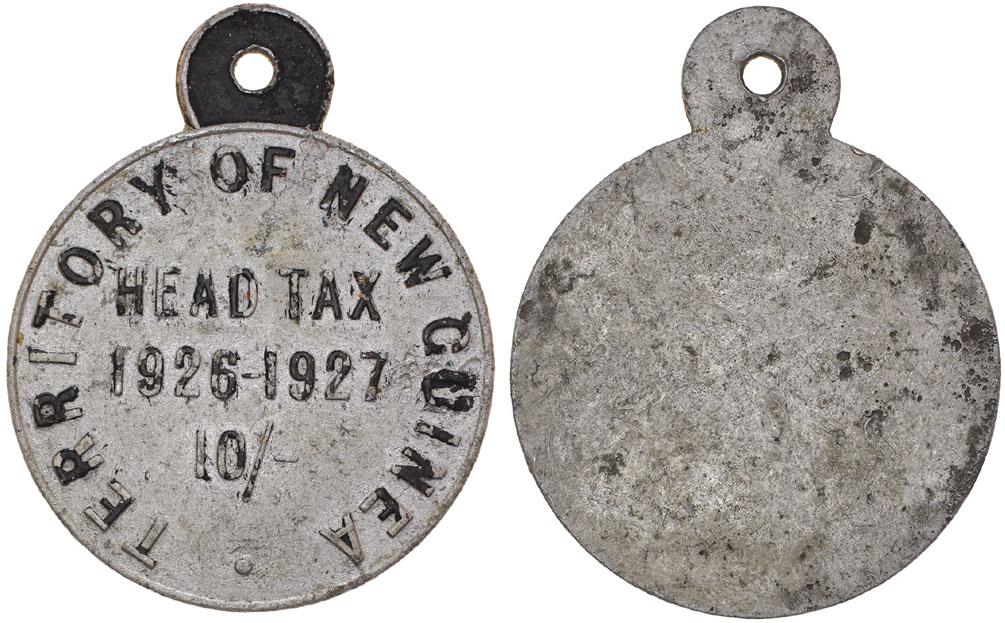 TERRITORY OF NEW GUINEA
HEAD TAX
1926-1927
10/-